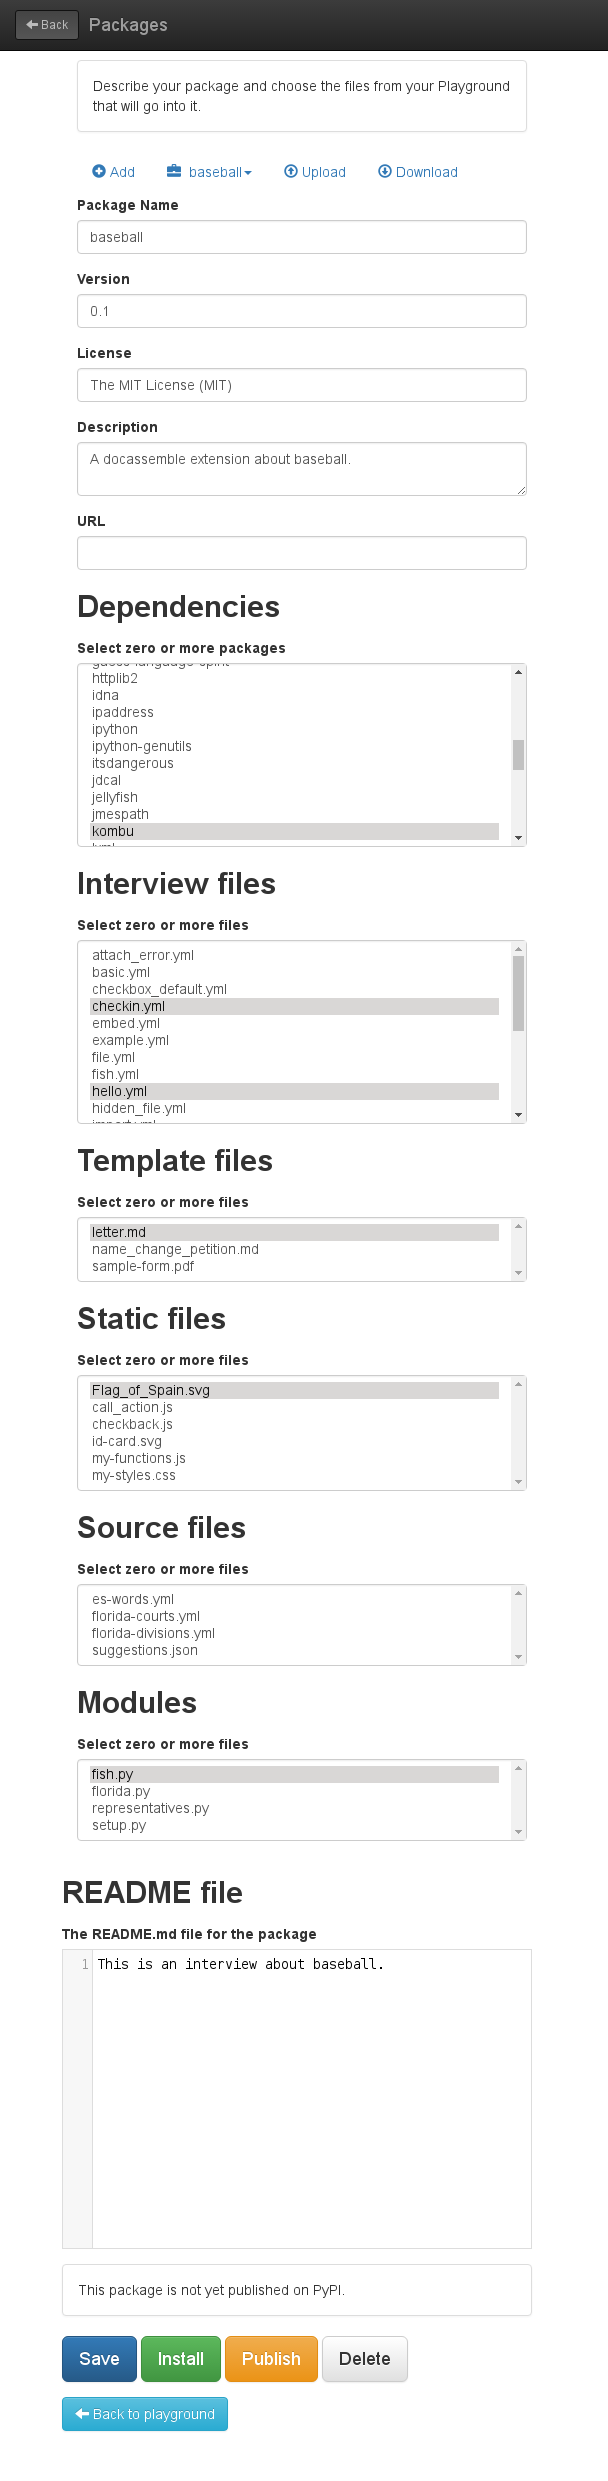 Back Packages
Describe your package and choose the files from your Playground
that will go into it.
Add baseball Upload Download
Package Name
baseball
Version
0.1
License
The MIT License (MIT)
Description
A docassemble extension about baseball.
URL
Dependencies
Select zero or more packages
httplib2
idna
ipaddress
ipython
ipython-genutils
itsdangerous
jdcal
jellyfish
jmespath
kombu
Interview files
Select zero or more files
attach_error.yml
basic.yml
checkbox_default.yml
checkin.yml
embed.yml
example.yml
file.yml
fish.yml
hello.yml
hidden_file.yml
Template files
Select zero or more files
letter.md
name_change_petition.md
sample-form.pdf
Static files
Select zero or more files
Flag_of_Spain.svg
call_action.js
checkback.js
id-card.svg
my-functions.js
my-styles.css
Source files
Select zero or more files
es-words.yml
florida-courts.yml
florida-divisions.yml
suggestions.json
Modules
Select zero or more files
fish.py
florida.py
representatives.py
setup.py
README file
The README.md file for the package
1 This is an interview about baseball.
This package is not yet published on PyPI.
Save Install Publish Delete
Back to playground